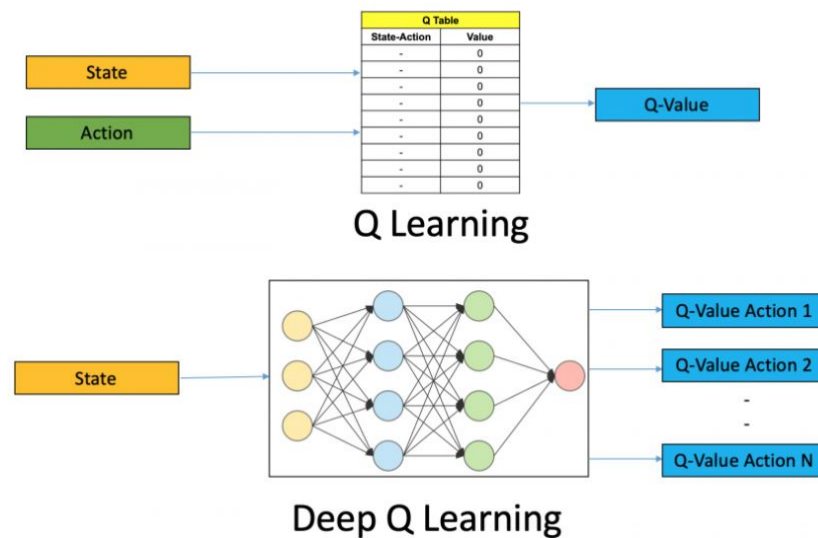 Q Table
State-Action Value
- 0
- 0
State
- 0
- 0
Q-Value
- 0
Action
- 0
- 0
- 0
- 0
Q Learning
Q-Value Action 1
State
Q-Value Action 2
-
-
Q-Value Action N
Deep Q Learning